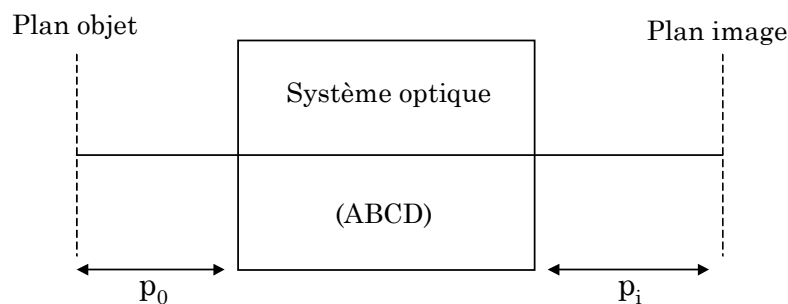 Plan objet
Plan image
Système optique
(ABCD)
p₀
pᵢ